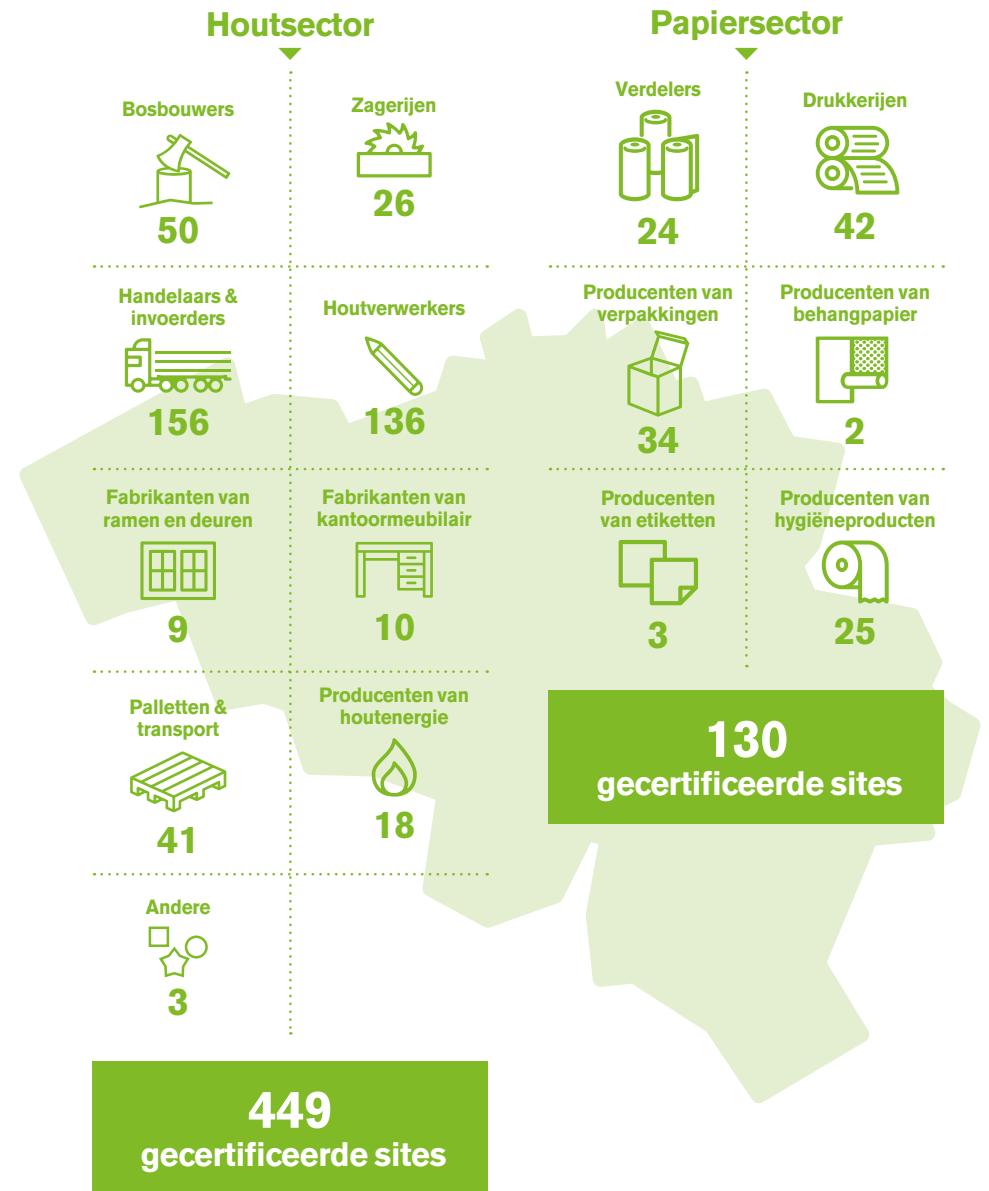 Houtsector
Bosbouwers
50
Zagerijen
26
Handelaars &
invoerders
156
Houtverwerkers
136
Fabrikanten van
ramen en deuren
9
Fabrikanten van
kantoormeubilair
10
Palletten &
transport
41
Producenten van
houtenergie
18
Andere
3
449
gecertificeerde sites
Papiersector
Verdelers
24
Drukkerijen
42
Producenten van
verpakkingen
34
Producenten van
behangpapier
2
Producenten
van etiketten
3
Producenten van
hygiëneproducten
25
130
gecertificeerde sites